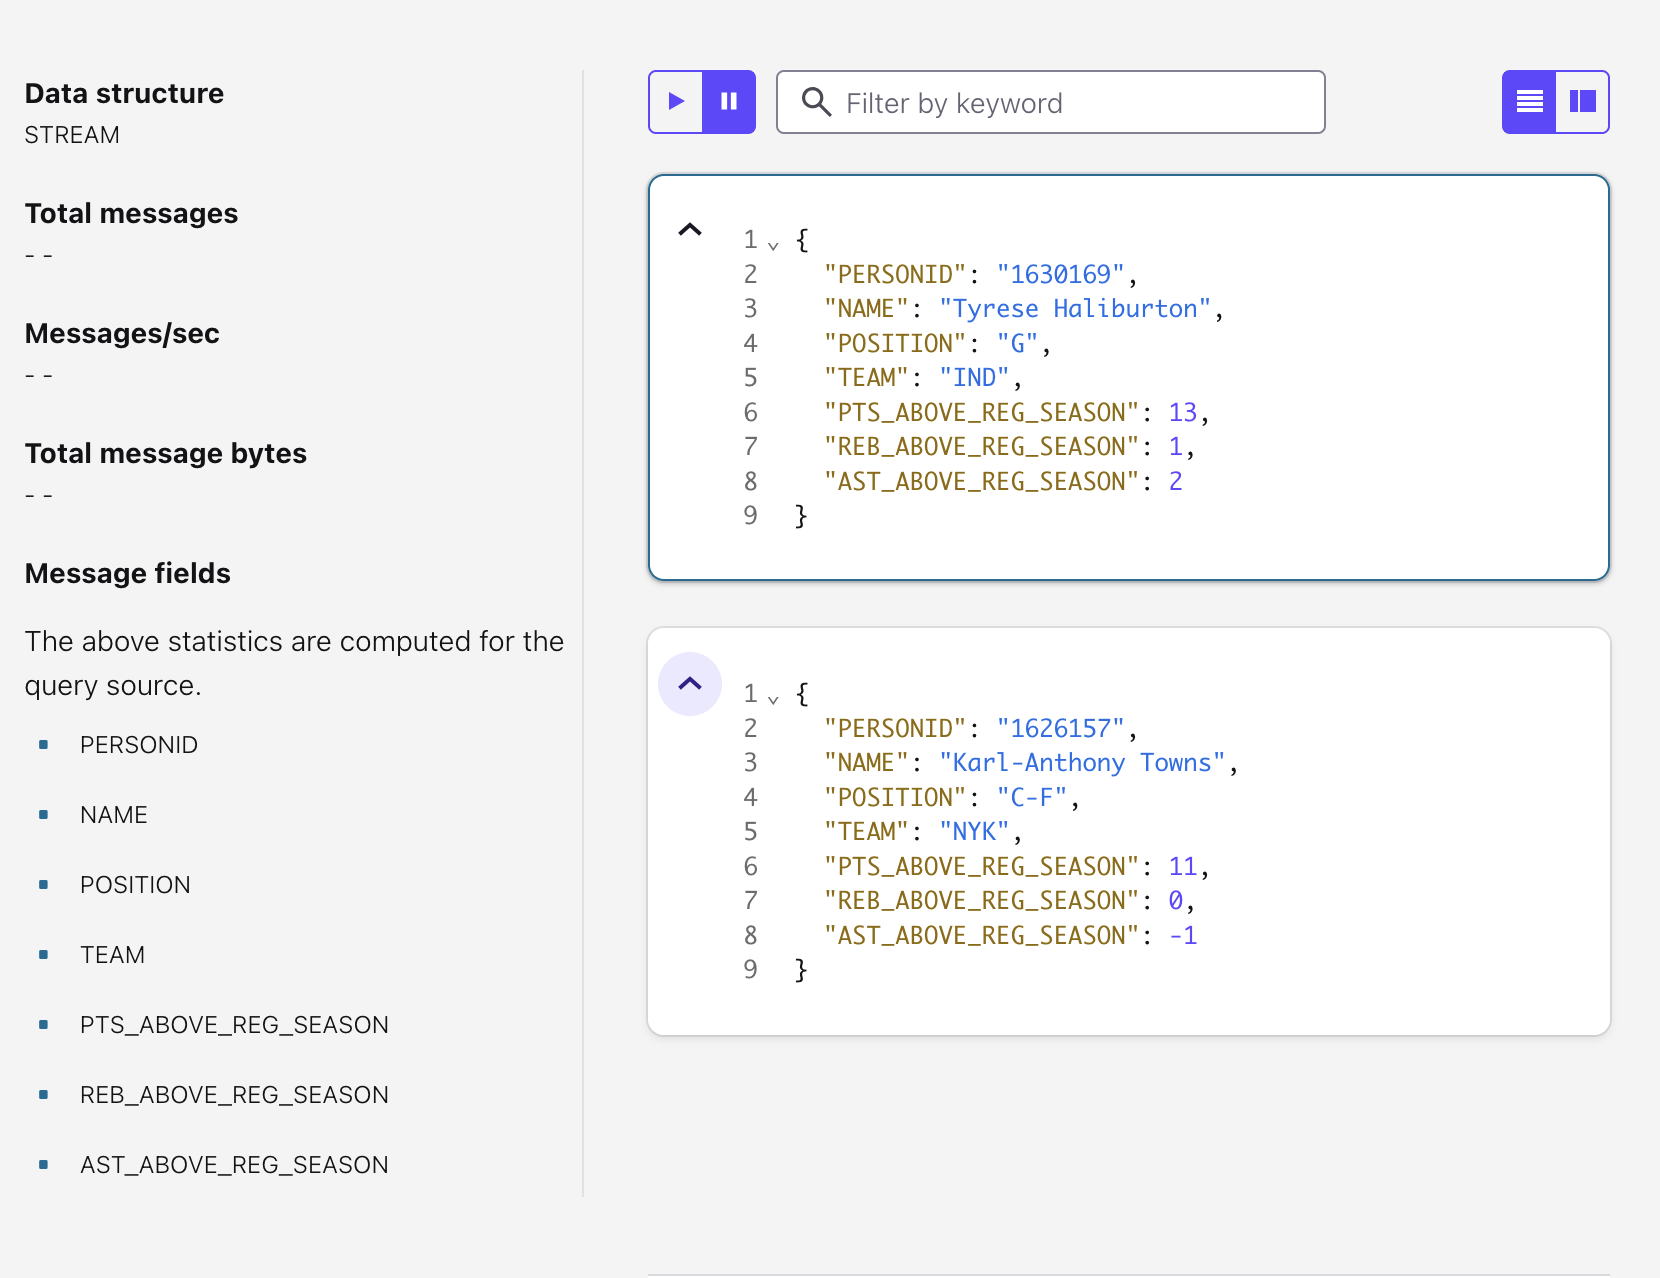 Data structure
STREAM
Total messages
- -
Messages/sec
- -
Total message bytes
- -
Message fields
The above statistics are computed for the
query source.
PERSONID
NAME
POSITION
TEAM
PTS_ABOVE_REG_SEASON
REB_ABOVE_REG_SEASON
AST_ABOVE_REG_SEASON
Filter by keyword
1 {
2 "PERSONID": "1630169",
3 "NAME": "Tyrese Haliburton",
4 "POSITION": "G",
5 "TEAM": "IND",
6 "PTS_ABOVE_REG_SEASON": 13,
7 "REB_ABOVE_REG_SEASON": 1,
8 "AST_ABOVE_REG_SEASON": 2
9 }
1 {
2 "PERSONID": "1626157",
3 "NAME": "Karl-Anthony Towns",
4 "POSITION": "C-F",
5 "TEAM": "NYK",
6 "PTS_ABOVE_REG_SEASON": 11,
7 "REB_ABOVE_REG_SEASON": 0,
8 "AST_ABOVE_REG_SEASON": -1
9 }